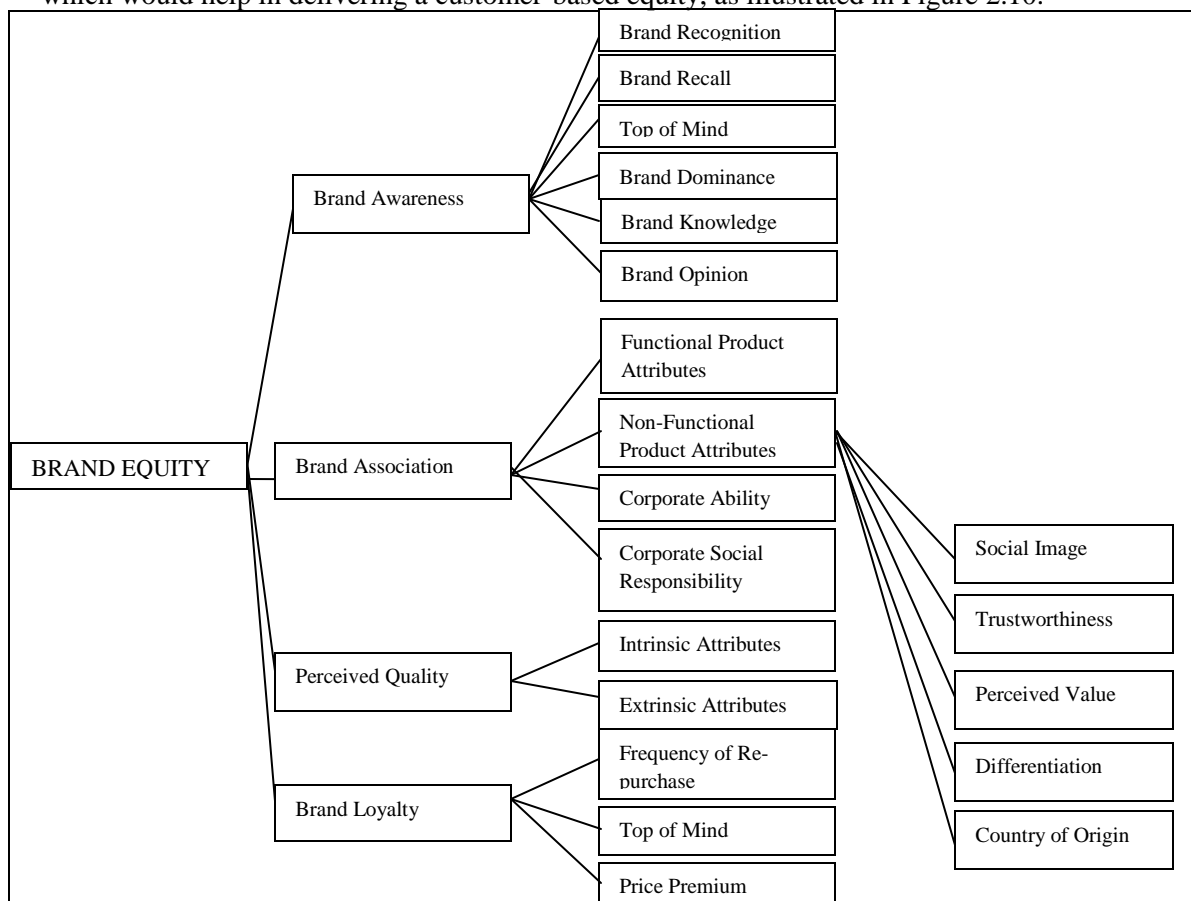 which would help in delivering a customer-based equity, as illustrated in Figure 2.10.
Brand Recognition
Brand Recall
Top of Mind
Brand Dominance
Brand Awareness
Brand Knowledge
Brand Opinion
Functional Product
Attributes
Non-Functional
Product Attributes
BRAND EQUITY
Brand Association
Corporate Ability
Corporate Social
Responsibility
Social Image
Trustworthiness
Intrinsic Attributes
Perceived Quality
Extrinsic Attributes
Perceived Value
Frequency of Re-
purchase
Differentiation
Brand Loyalty
Top of Mind
Country of Origin
Price Premium